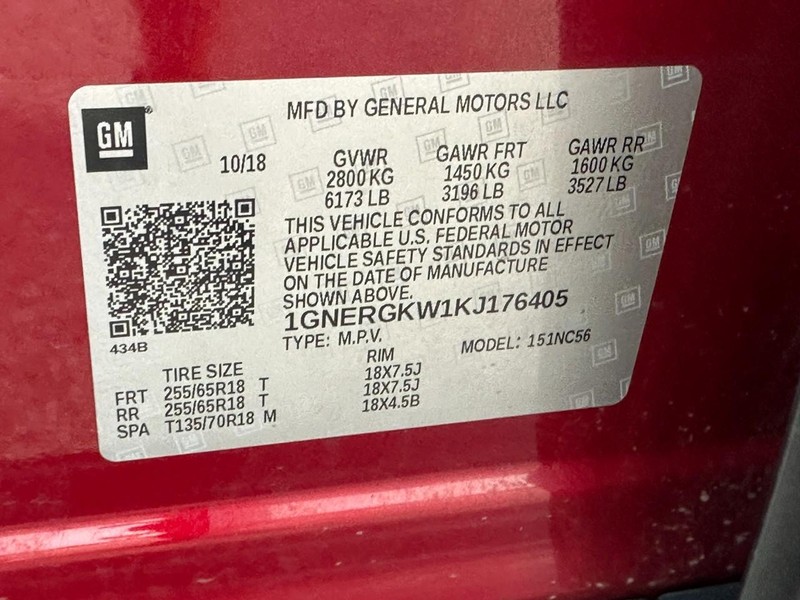 GM
MFD BY GENERAL MOTORS LLC
10/18
GVWR GAWR FRT GAWR RR
2800 KG 1450 KG 1600 KG
6173 LB 3196 LB 3527 LB
THIS VEHICLE CONFORMS TO ALL
APPLICABLE U.S. FEDERAL MOTOR
VEHICLE SAFETY STANDARDS IN EFFECT
ON THE DATE OF MANUFACTURE
SHOWN ABOVE.
1GNERGKW1KJ176405
TYPE: M.P.V. MODEL: 151NC56
434B
TIRE SIZE RIM
FRT 255/65R18 T 18X7.5J
RR 255/65R18 T 18X7.5J
SPA T135/70R18 M 18X4.5B